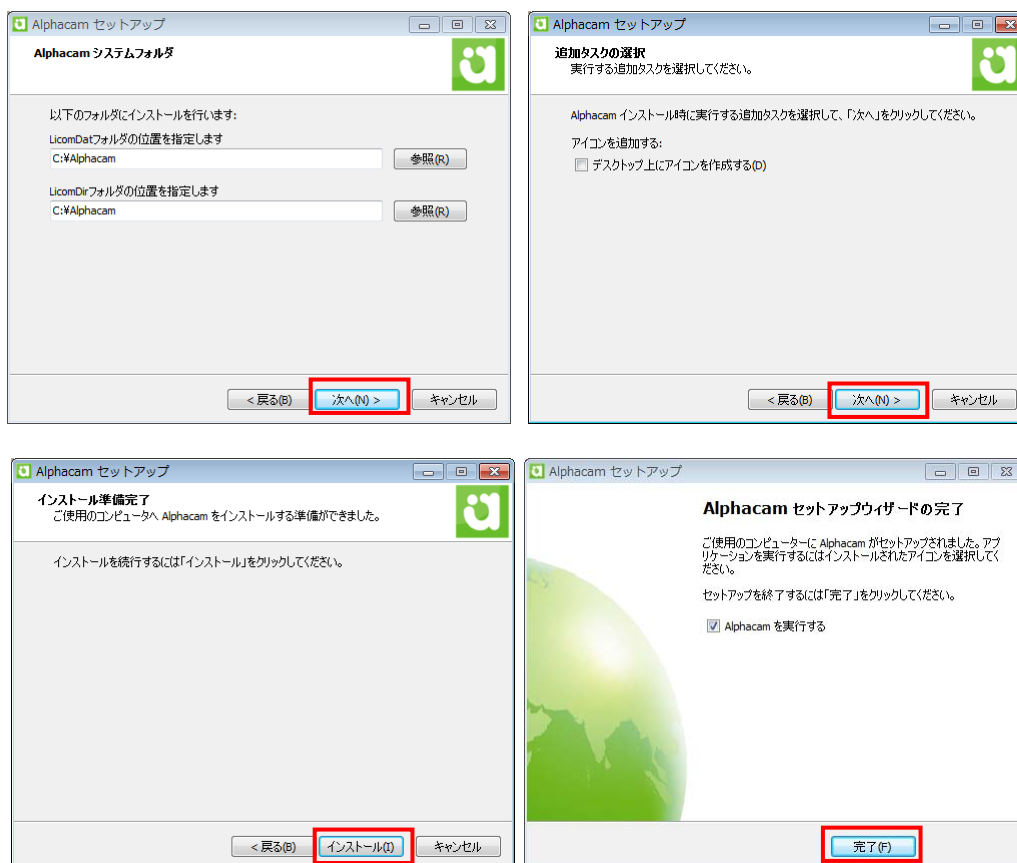 Alphacam セットアップ
Alphacam システムフォルダ
以下のフォルダにインストールを行います:
LicomDatフォルダの位置を指定します
C:¥Alphacam
参照(R)
LicomDirフォルダの位置を指定します
C:¥Alphacam
参照(R)
< 戻る(B)
次へ(N) >
キャンセル
Alphacam セットアップ
追加タスクの選択
実行する追加タスクを選択してください。
Alphacam インストール時に実行する追加タスクを選択して、「次へ」をクリックしてください。
アイコンを追加する:
デスクトップ上にアイコンを作成する(D)
< 戻る(B)
次へ(N) >
キャンセル
Alphacam セットアップ
インストール準備完了
ご使用のコンピュータへ Alphacam をインストールする準備ができました。
インストールを続行するには「インストール」をクリックしてください。
< 戻る(B)
インストール(I)
キャンセル
Alphacam セットアップ
Alphacam セットアップウィザードの完了
ご使用のコンピューターに Alphacam がセットアップされました。アプ
リケーションを実行するにはインストールされたアイコンを選択してく
ださい。
セットアップを終了するには「完了」をクリックしてください。
Alphacam を実行する
完了(F)